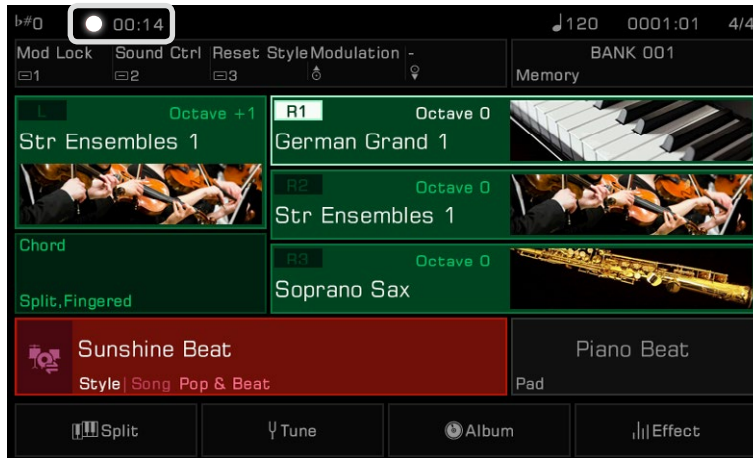 ♭#0 00:14 ♩120 0001:01 4/4
Mod Lock Sound Ctrl Reset Style Modulation - BANK 001
1 2 3 Memory
L Octave +1 R1 Octave 0
Str Ensembles 1 German Grand 1
R2 Octave 0
Str Ensembles 1
Chord R3 Octave 0
Soprano Sax
Split,Fingered
Sunshine Beat Piano Beat
Style|Song Pop & Beat Pad
Split Tune Album Effect